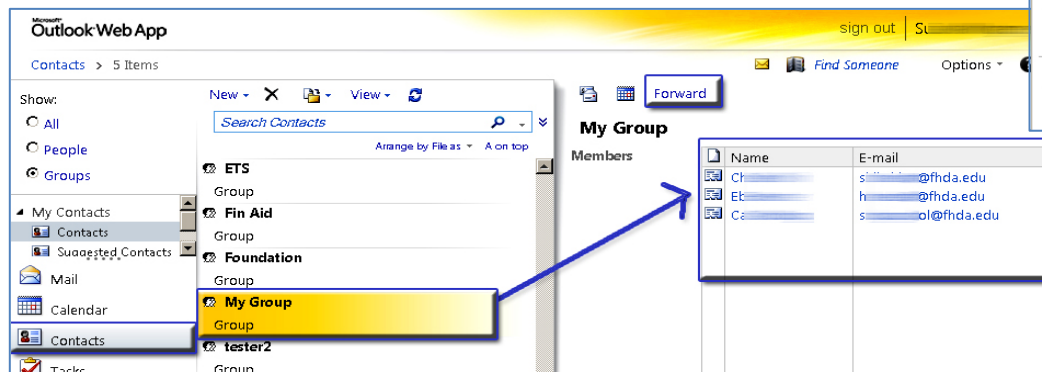 Microsoft®
Outlook Web App
sign out
Contacts > 5 Items
Find Someone
Options
Show:
All
People
Groups
My Contacts
Contacts
Suggested Contacts
Mail
Calendar
Contacts
Tasks
New
View
Search Contacts
Arrange by File as
A on top
ETS
Group
Fin Aid
Group
Foundation
Group
My Group
Group
tester2
Group
Forward
My Group
Members
Name E-mail
@fhda.edu
@fhda.edu
ol@fhda.edu